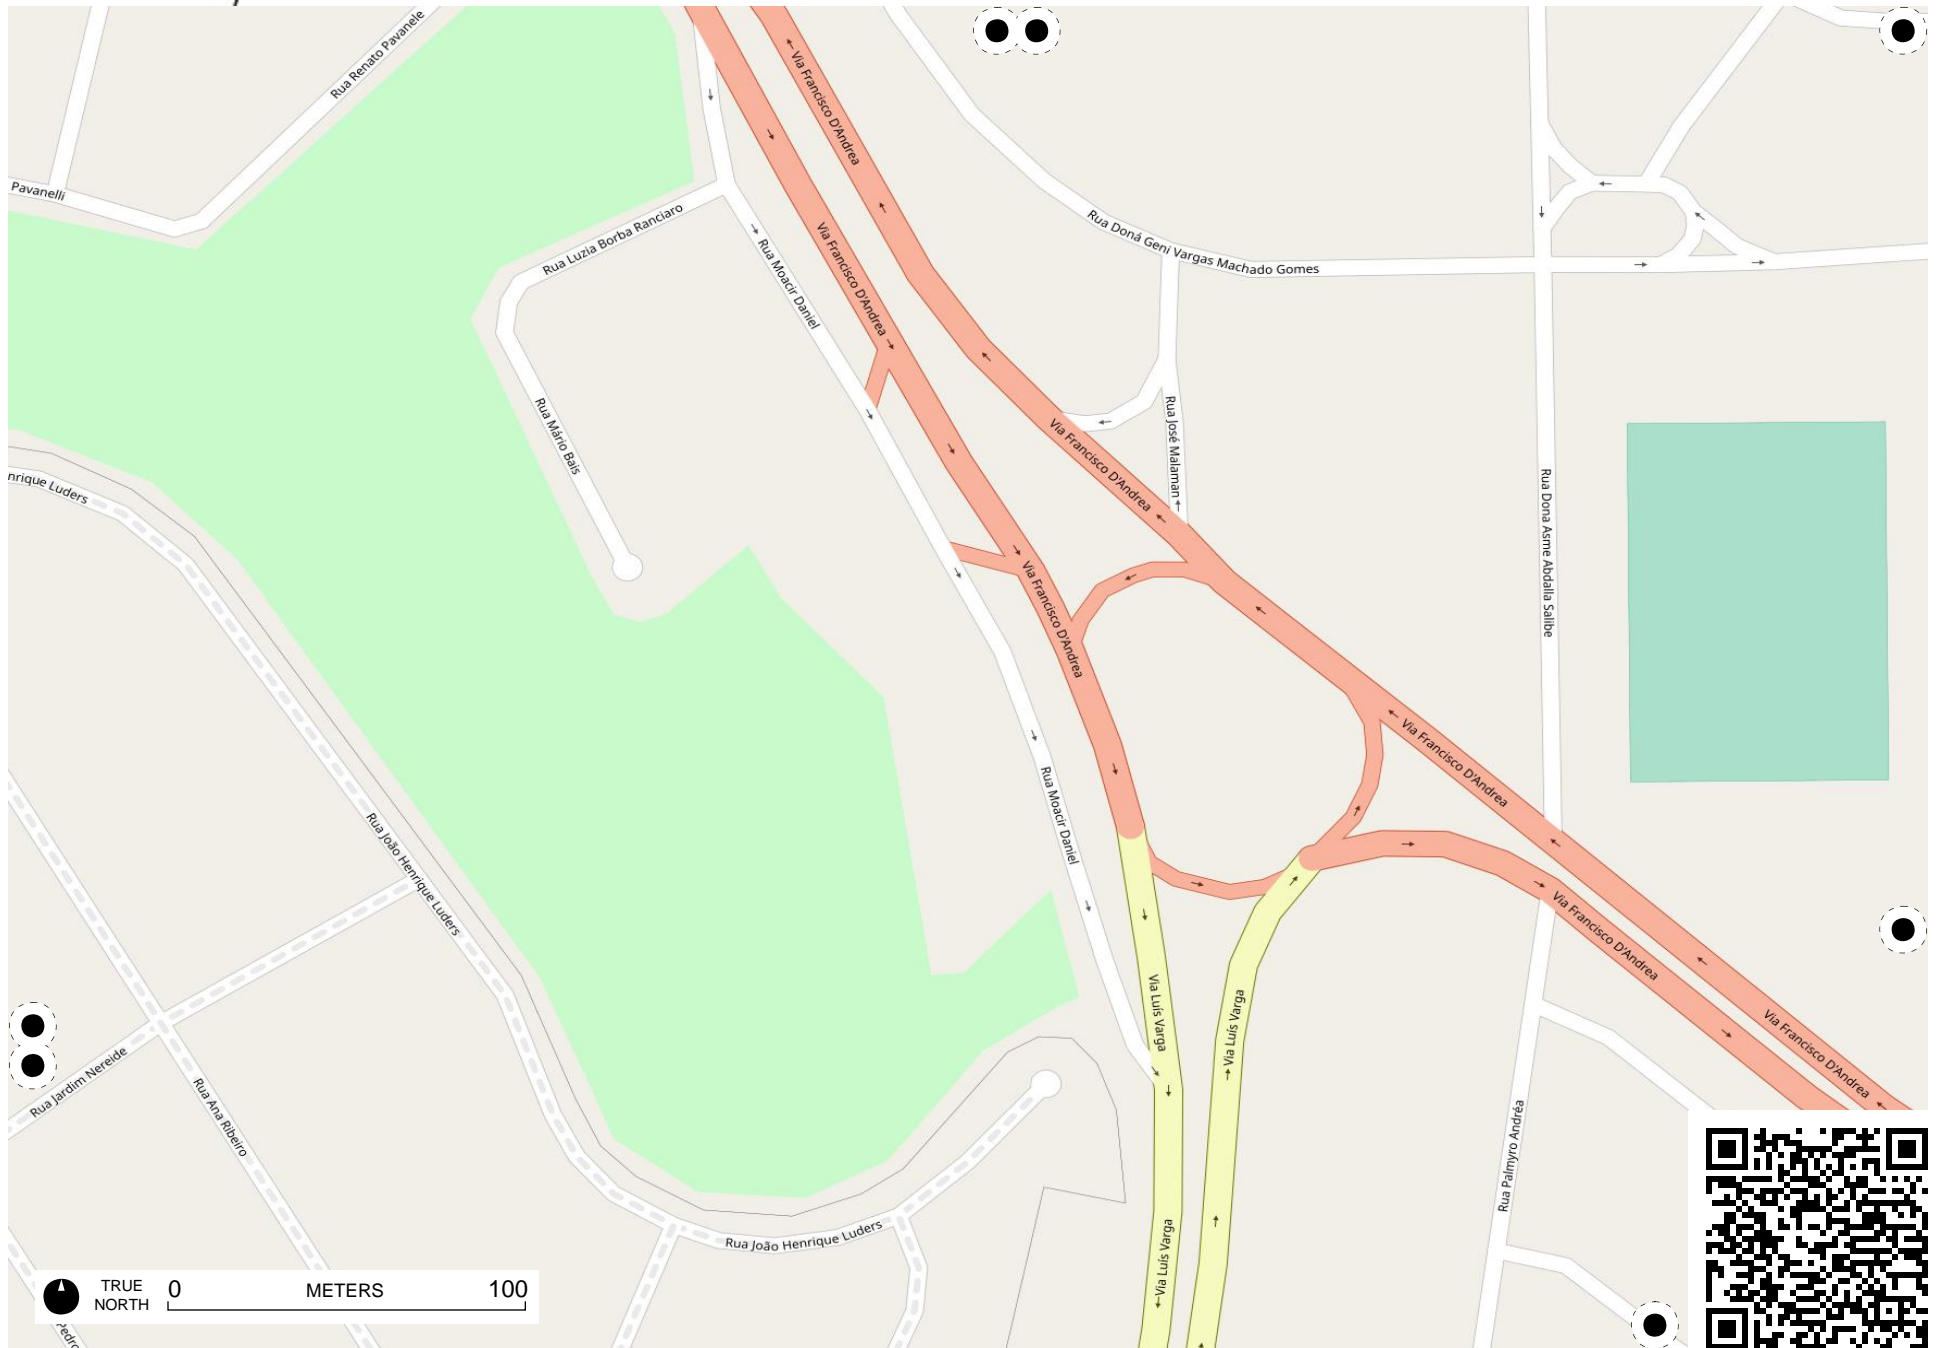 Rua Renato Pavanele
Pavanelli
Via Francisco D'Andrea
Rua Luzia Borba Ranciaro
Rua Moacir Daniel
Via Francisco D'Andrea
Rua Doná Geni Vargas Machado Gomes
Rua Mário Bais
Rua José Malaman
Via Francisco D'Andrea
nrique Luders
Rua Dona Asme Abdalla Salibe
Via Francisco D'Andrea
Via Francisco D'Andrea
Rua Moacir Daniel
Rua João Henrique Luders
Via Francisco D'Andrea
Via Luís Varga
Via Luís Varga
Via Francisco D'Andrea
Rua Jardim Nereide
Rua Ana Ribeiro
Rua Palmyro Andréa
Rua João Henrique Luders
Via Luís Varga
TRUE NORTH
0 METERS 100
Pedro